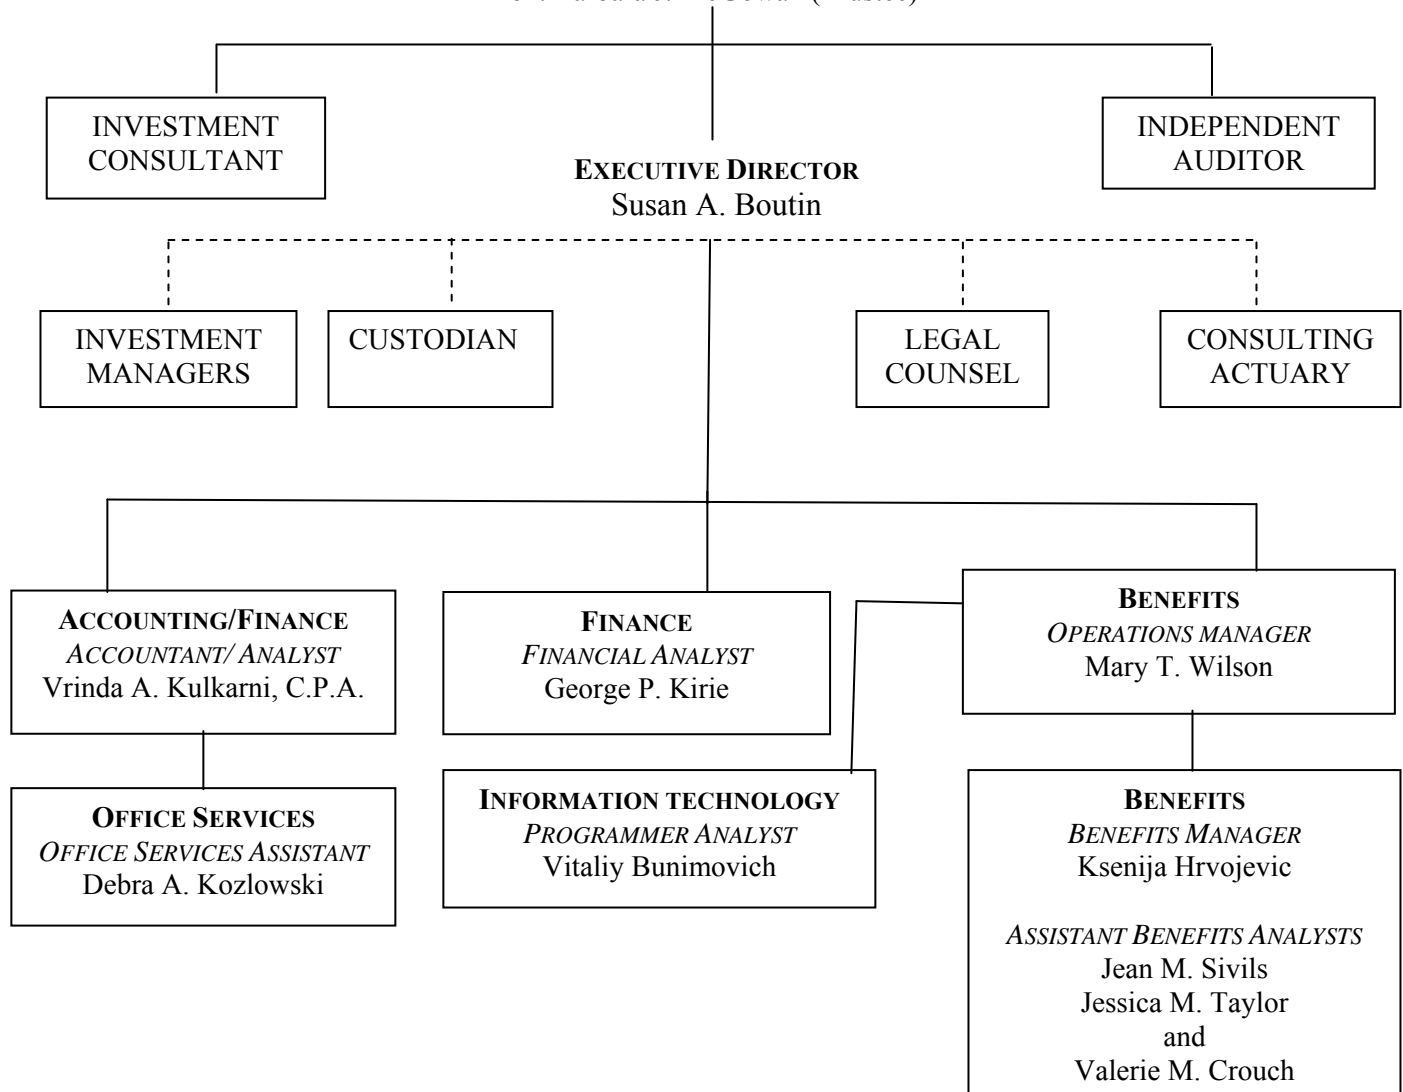 INVESTMENT
CONSULTANT
INDEPENDENT
AUDITOR
EXECUTIVE DIRECTOR
Susan A. Boutin
INVESTMENT
MANAGERS
CUSTODIAN
LEGAL
COUNSEL
CONSULTING
ACTUARY
ACCOUNTING/FINANCE
ACCOUNTANT/ ANALYST
Vrinda A. Kulkarni, C.P.A.
FINANCE
FINANCIAL ANALYST
George P. Kirie
BENEFITS
OPERATIONS MANAGER
Mary T. Wilson
OFFICE SERVICES
OFFICE SERVICES ASSISTANT
Debra A. Kozlowski
INFORMATION TECHNOLOGY
PROGRAMMER ANALYST
Vitaliy Bunimovich
BENEFITS
BENEFITS MANAGER
Ksenija Hrvojevic
ASSISTANT BENEFITS ANALYSTS
Jean M. Sivils
Jessica M. Taylor
and
Valerie M. Crouch